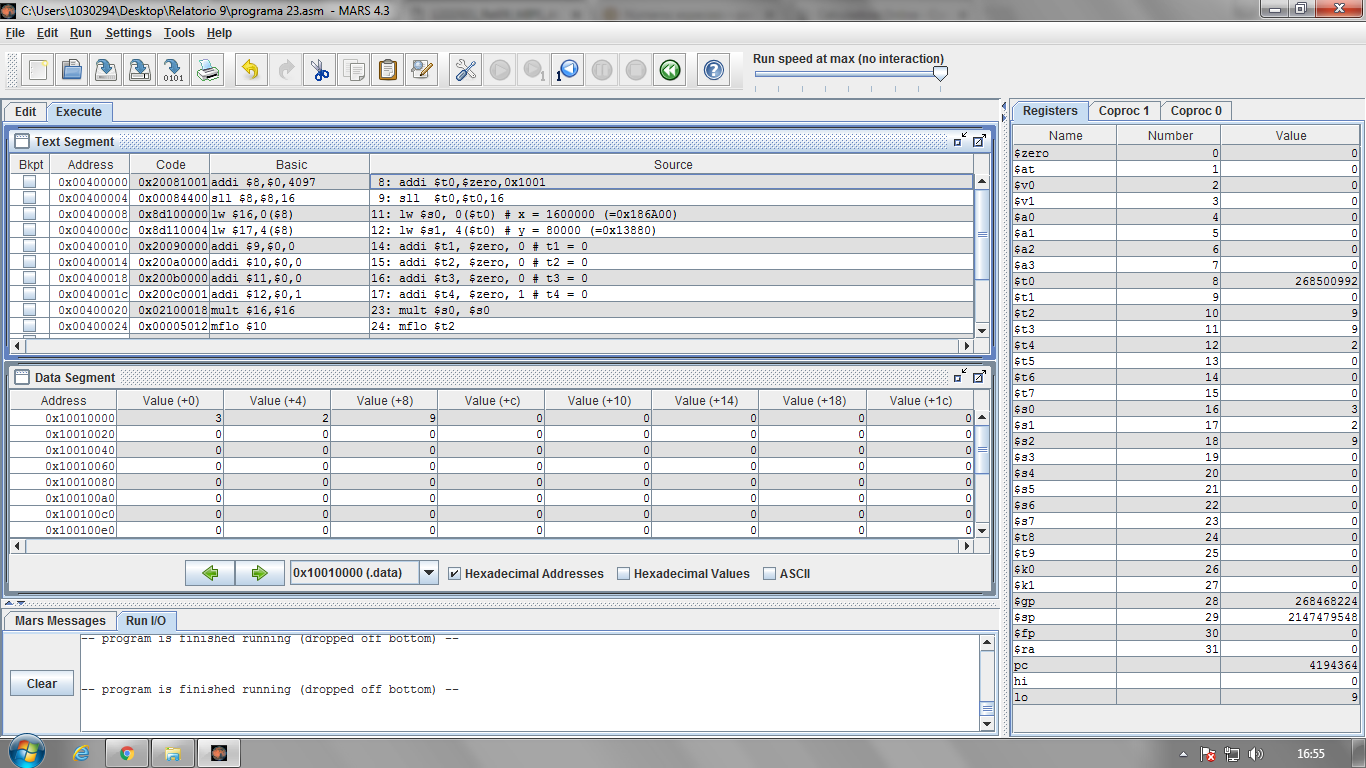 C:\Users\1030294\Desktop\Relatorio 9\programa 23.asm - MARS 4.3
File Edit Run Settings Tools Help
Run speed at max (no interaction)
Edit Execute
Text Segment
Bkpt Address Code Basic Source
0x00400000 0x20081001 addi $8,$0,4097 8: addi $t0,$zero,0x1001
0x00400004 0x00084400 sll $8,$8,16 9: sll $t0,$t0,16
0x00400008 0x8d100000 lw $16,0($8) 11: lw $s0, 0($t0) # x = 1600000 (=0x186A00)
0x0040000c 0x8d110004 lw $17,4($8) 12: lw $s1, 4($t0) # y = 80000 (=0x13880)
0x00400010 0x20090000 addi $9,$0,0 14: addi $t1, $zero, 0 # t1 = 0
0x00400014 0x200a0000 addi $10,$0,0 15: addi $t2, $zero, 0 # t2 = 0
0x00400018 0x200b0000 addi $11,$0,0 16: addi $t3, $zero, 0 # t3 = 0
0x0040001c 0x200c0001 addi $12,$0,1 17: addi $t4, $zero, 1 # t4 = 0
0x00400020 0x02100018 mult $16,$16 23: mult $s0, $s0
0x00400024 0x00005012 mflo $10 24: mflo $t2
Data Segment
Address Value (+0) Value (+4) Value (+8) Value (+c) Value (+10) Value (+14) Value (+18) Value (+1c)
0x10010000 3 2 9 0 0 0 0 0
0x10010020 0 0 0 0 0 0 0 0
0x10010040 0 0 0 0 0 0 0 0
0x10010060 0 0 0 0 0 0 0 0
0x10010080 0 0 0 0 0 0 0 0
0x100100a0 0 0 0 0 0 0 0 0
0x100100c0 0 0 0 0 0 0 0 0
0x100100e0 0 0 0 0 0 0 0 0
0x10010000 (.data) Hexadecimal Addresses Hexadecimal Values ASCII
Mars Messages Run I/O
-- program is finished running (dropped off bottom) --
-- program is finished running (dropped off bottom) --
Clear
Registers Coproc 1 Coproc 0
Name Number Value
$zero 0 0
$at 1 0
$v0 2 0
$v1 3 0
$a0 4 0
$a1 5 0
$a2 6 0
$a3 7 0
$t0 8 268500992
$t1 9 0
$t2 10 9
$t3 11 9
$t4 12 2
$t5 13 0
$t6 14 0
$t7 15 0
$s0 16 3
$s1 17 2
$s2 18 9
$s3 19 0
$s4 20 0
$s5 21 0
$s6 22 0
$s7 23 0
$t8 24 0
$t9 25 0
$k0 26 0
$k1 27 0
$gp 28 268468224
$sp 29 2147479548
$fp 30 0
$ra 31 0
pc 4194364
hi 0
lo 9
16:55